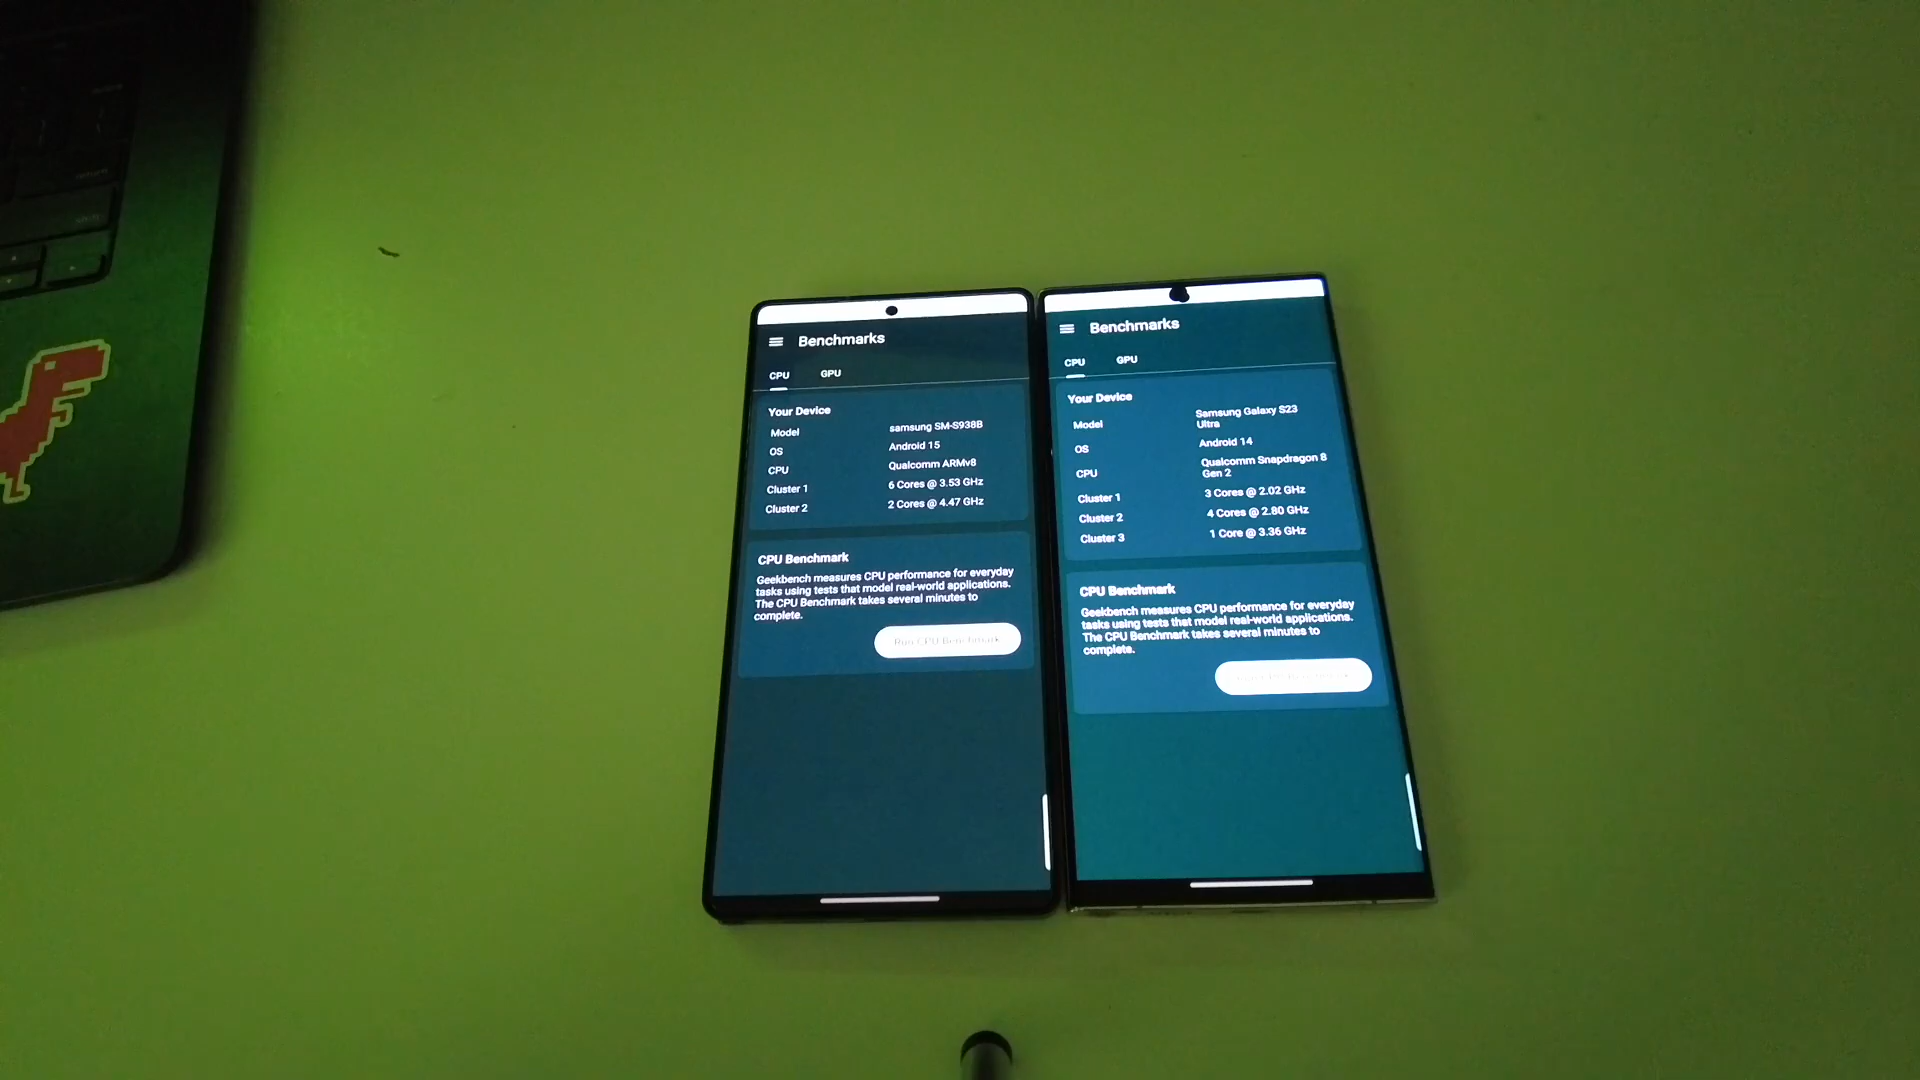 return
shift
Benchmarks
CPU GPU
Your Device
Model samsung SM-S938B
OS Android 15
CPU Qualcomm ARMv8
Cluster 1 6 Cores @ 3.53 GHz
Cluster 2 2 Cores @ 4.47 GHz
CPU Benchmark
Geekbench measures CPU performance for everyday
tasks using tests that model real-world applications.
The CPU Benchmark takes several minutes to
complete.
Run CPU Benchmark
Benchmarks
CPU GPU
Your Device
Model Samsung Galaxy S23
Ultra
OS Android 14
CPU Qualcomm Snapdragon 8
Gen 2
Cluster 1 3 Cores @ 2.02 GHz
Cluster 2 4 Cores @ 2.80 GHz
Cluster 3 1 Core @ 3.36 GHz
CPU Benchmark
Geekbench measures CPU performance for everyday
tasks using tests that model real-world applications.
The CPU Benchmark takes several minutes to
complete.